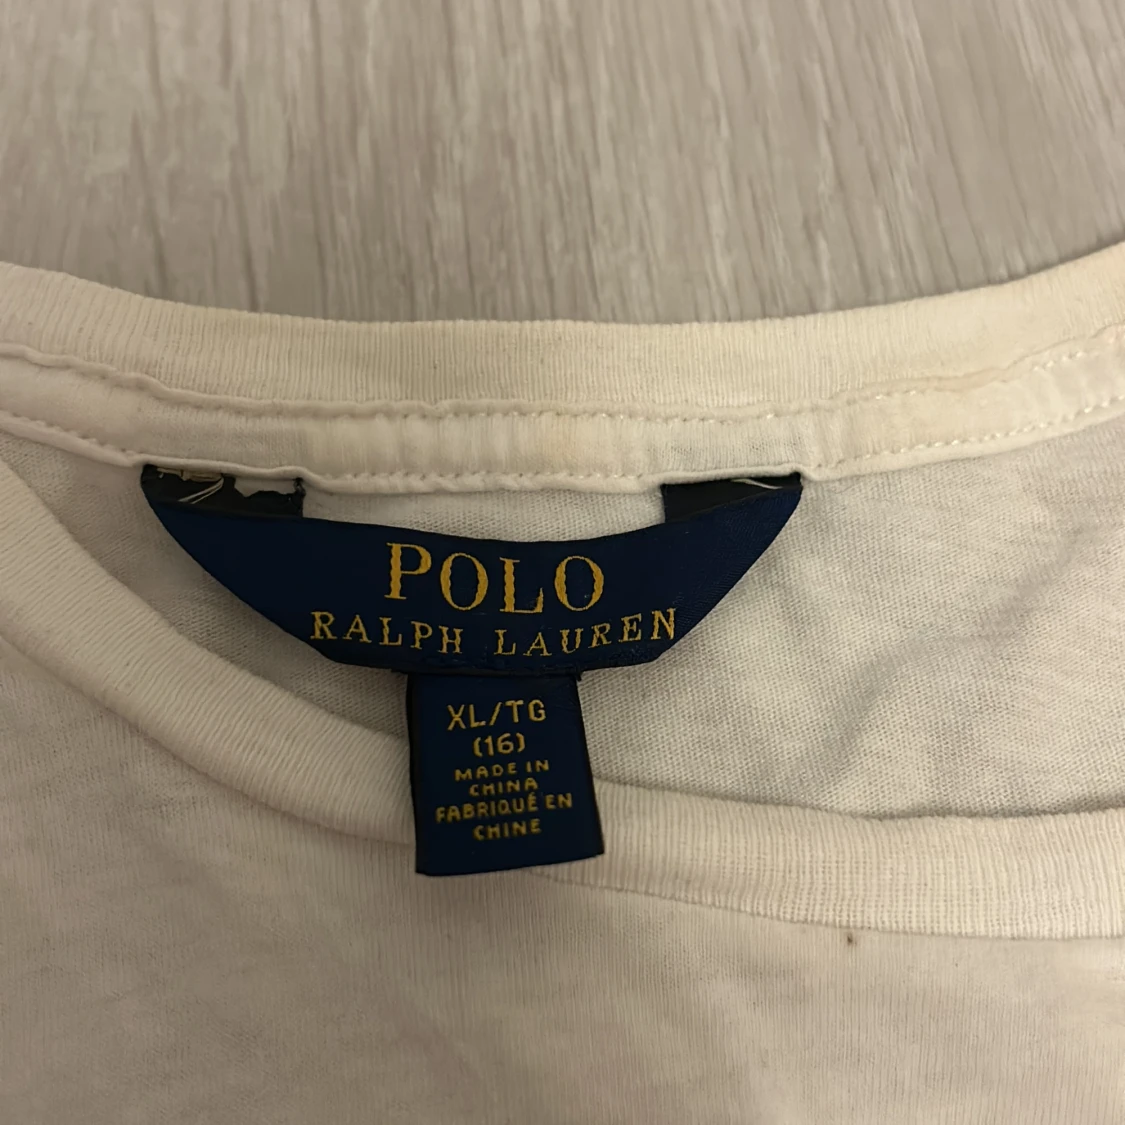 POLO
RALPH LAUREN
XL/TG
(16)
MADE IN
CHINA
FABRIQUÉ EN
CHINE